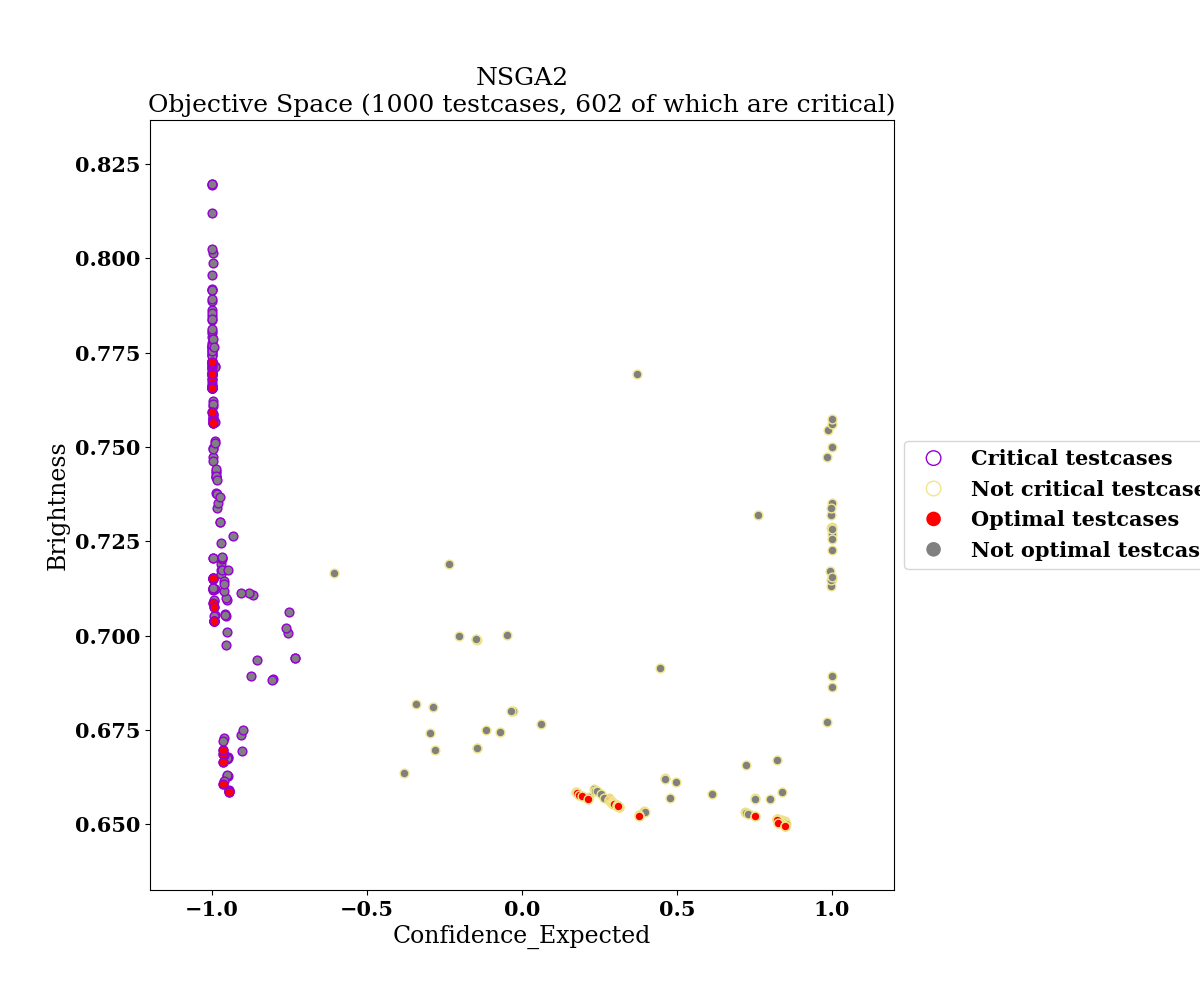 NSGA2
Objective Space (1000 testcases, 602 of which are critical)
0.825
0.800
0.775
0.750
0.725
0.700
0.675
0.650
Brightness
−1.0
−0.5
0.0
0.5
1.0
Confidence_Expected
Critical testcases
Not critical testcase
Optimal testcases
Not optimal testcas